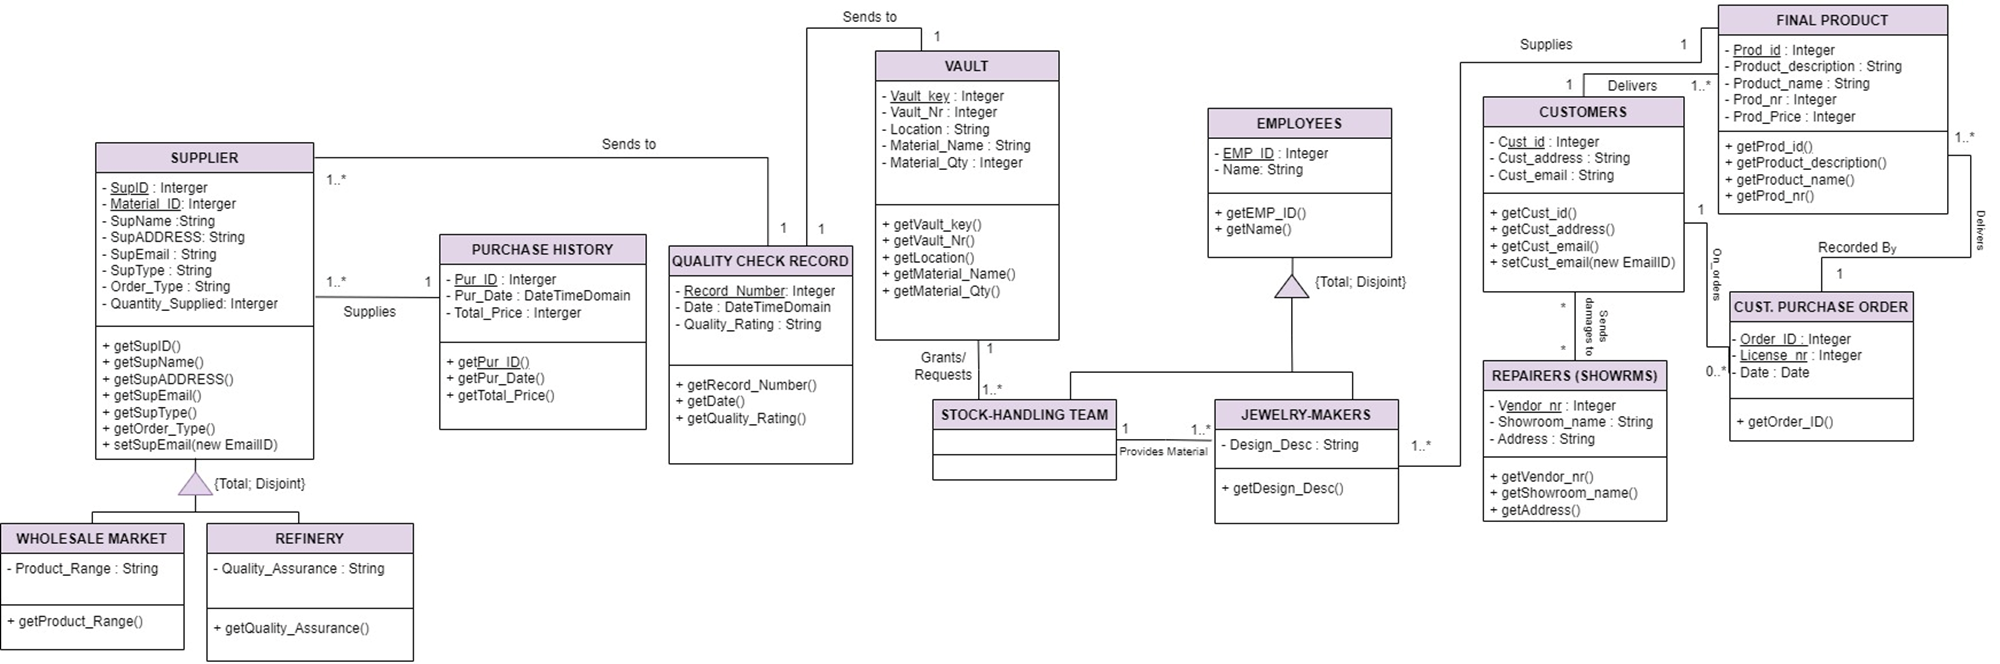 SUPPLIER
- SupID : Interger
- Material_ID: Interger
- SupName :String
- SupADDRESS: String
- SupEmail : String
- SupType : String
- Order_Type : String
- Quantity_Supplied: Interger
+ getSupID()
+ getSupName()
+ getSupADDRESS()
+ getSupEmail()
+ getSupType()
+ getOrder_Type()
+ setSupEmail(new EmailID)
{Total; Disjoint}
WHOLESALE MARKET
- Product_Range : String
+ getProduct_Range()
REFINERY
- Quality_Assurance : String
+ getQuality_Assurance()
1..*
Sends to
1
1..*
1
Supplies
PURCHASE HISTORY
- Pur_ID : Interger
- Pur_Date : DateTimeDomain
- Total_Price : Interger
+ getPur_ID()
+ getPur_Date()
+ getTotal_Price()
QUALITY CHECK RECORD
- Record_Number: Integer
- Date : DateTimeDomain
- Quality_Rating : String
+ getRecord_Number()
+ getDate()
+ getQuality_Rating()
1
Sends to
1
VAULT
- Vault_key : Integer
- Vault_Nr : Integer
- Location : String
- Material_Name : String
- Material_Qty : Integer
+ getVault_key()
+ getVault_Nr()
+ getLocation()
+ getMaterial_Name()
+ getMaterial_Qty()
1
Grants/
Requests
1..*
STOCK-HANDLING TEAM
1
1..*
Provides Material
EMPLOYEES
- EMP_ID : Integer
- Name: String
+ getEMP_ID()
+ getName()
{Total; Disjoint}
JEWELRY-MAKERS
- Design_Desc : String
+ getDesign_Desc()
1..*
Supplies
1
1
Delivers
1..*
CUSTOMERS
- Cust_id : Integer
- Cust_address : String
- Cust_email : String
+ getCust_id()
+ getCust_address()
+ getCust_email()
+ setCust_email(new EmailID)
*
Sends
damages to
*
REPAIRERS (SHOWRMS)
- Vendor_nr : Integer
- Showroom_name : String
- Address : String
+ getVendor_nr()
+ getShowroom_name()
+ getAddress()
1
On_orders
0..*
FINAL PRODUCT
- Prod_id : Integer
- Product_description : String
- Product_name : String
- Prod_nr : Integer
- Prod_Price : Integer
+ getProd_id()
+ getProduct_description()
+ getProduct_name()
+ getProd_nr()
1..*
Delivers
Recorded By
1
CUST. PURCHASE ORDER
- Order_ID : Integer
- License_nr : Integer
- Date : Date
+ getOrder_ID()